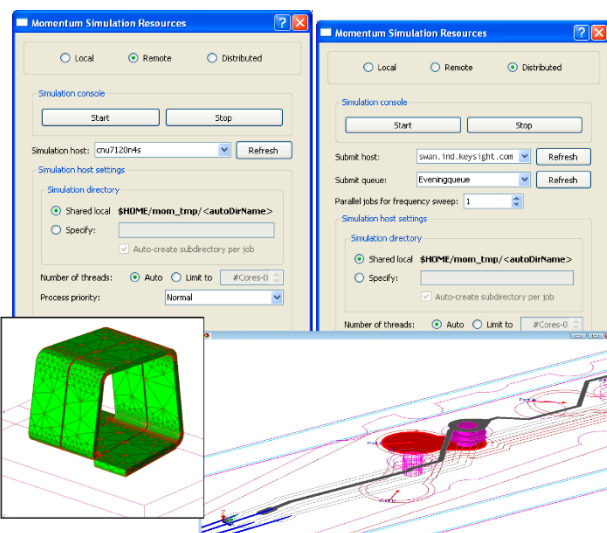 Momentum Simulation Resources
Local Remote Distributed
Simulation console
Start Stop
Simulation host: cnu7120n4s Refresh
Simulation host settings
Simulation directory
Shared local $HOME/mom_tmp/<autoDirName>
Specify:
Auto-create subdirectory per job
Number of threads: Auto Limit to #Cores-0
Process priority: Normal
Momentum Simulation Resources
Local Remote Distributed
Simulation console
Start Stop
Submit host: swan.ind.keysight.com Refresh
Submit queue: Eveningqueue Refresh
Parallel jobs for frequency sweep: 1
Simulation host settings
Simulation directory
Shared local $HOME/mom_tmp/<autoDirName>
Specify:
Auto-create subdirectory per job
Number of threads: Auto Limit to #Cores-0